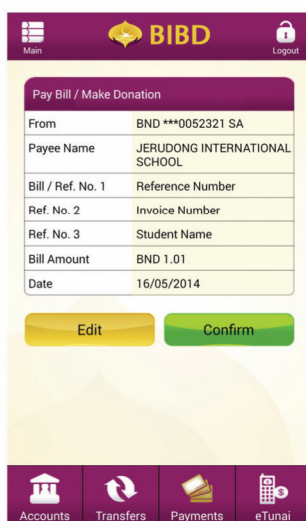 BIBD
Main
Logout
Pay Bill / Make Donation
From BND ***0052321 SA
Payee Name JERUDONG INTERNATIONAL
SCHOOL
Bill / Ref. No. 1 Reference Number
Ref. No. 2 Invoice Number
Ref. No. 3 Student Name
Bill Amount BND 1.01
Date 16/05/2014
Edit Confirm
Accounts Transfers Payments eTunai